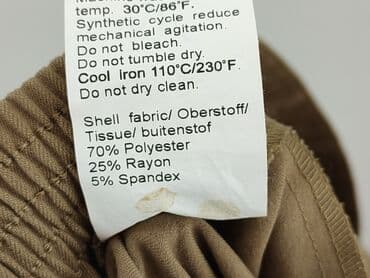 temp. 30°C/86°F.
Synthetic cycle reduce
mechanical agitation.
Do not bleach.
Do not tumble dry.
Cool Iron 110°C/230°F.
Do not dry clean.
Shell fabric/ Oberstoff/
Tissue/ buitenstof
70% Polyester
25% Rayon
5% Spandex